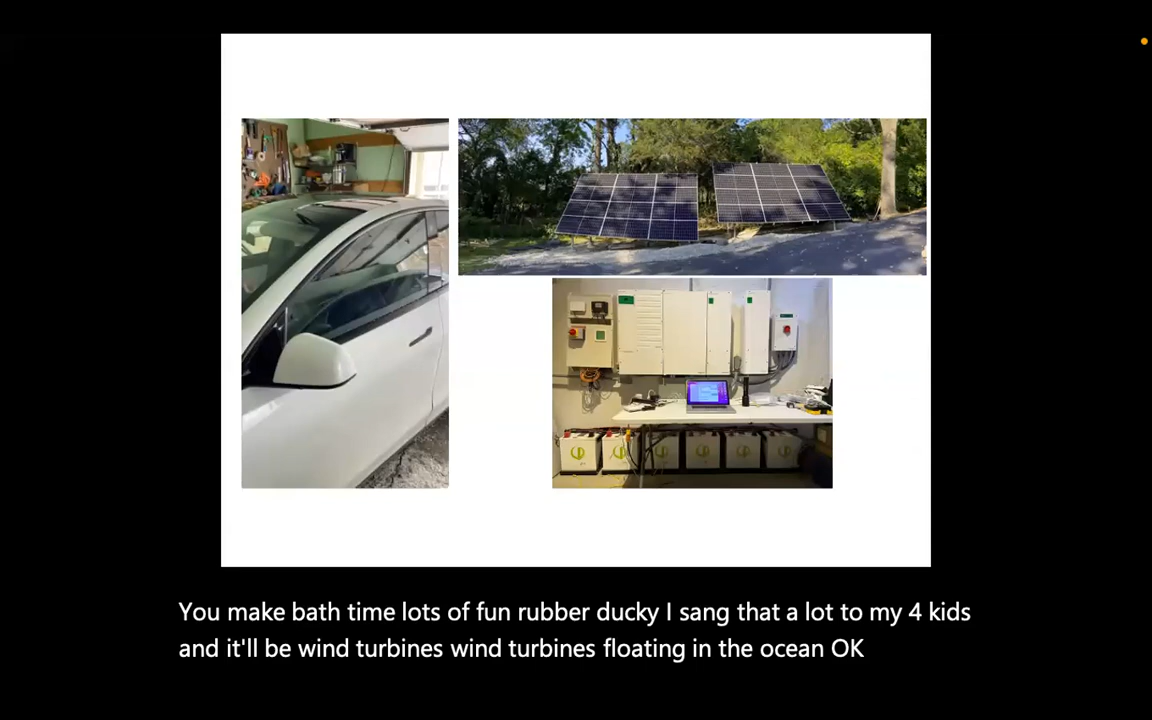 You make bath time lots of fun rubber ducky I sang that a lot to my 4 kids
and it'll be wind turbines wind turbines floating in the ocean OK